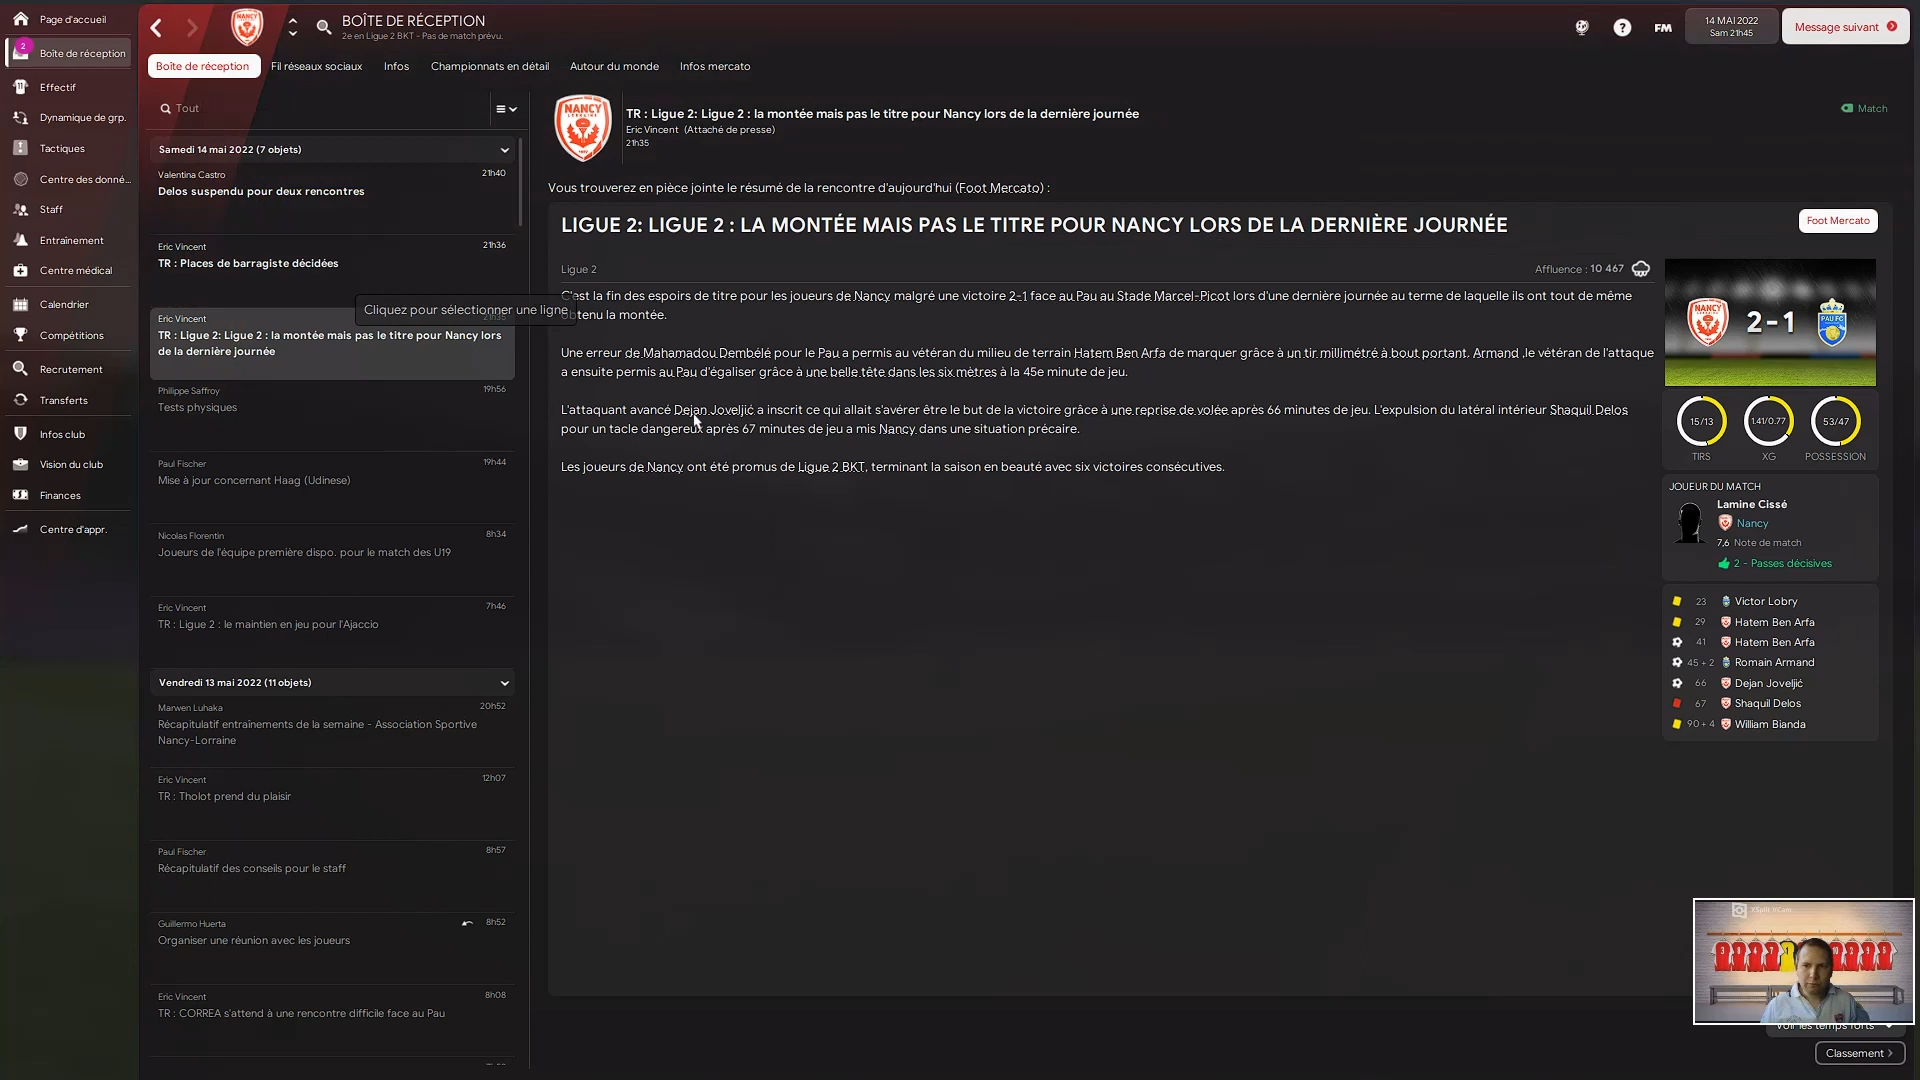 Page d'accueil
2
Boîte de réception
Effectif
Dynamique de grp.
Tactiques
Centre des donné...
Staff
Entraînement
Centre médical
Calendrier
Compétitions
Recrutement
Transferts
Infos club
Vision du club
Finances
Centre d'appr.
BOÎTE DE RÉCEPTION
2e en Ligue 2 BKT - Pas de match prévu.
FM
14 MAI 2022
Sam 21h45
Message suivant
Boîte de réception
Fil réseaux sociaux
Infos
Championnats en détail
Autour du monde
Infos mercato
Tout
Samedi 14 mai 2022 (7 objets)
Valentina Castro 21h40
Delos suspendu pour deux rencontres
Eric Vincent 21h36
TR : Places de barragiste décidées
Cliquez pour sélectionner une ligne
Eric Vincent
TR : Ligue 2: Ligue 2 : la montée mais pas le titre pour Nancy lors
de la dernière journée
Philippe Saffroy 19h56
Tests physiques
Paul Fischer 19h44
Mise à jour concernant Haag (Udinese)
Nicolas Florentin 8h34
Joueurs de l'équipe première dispo. pour le match des U19
Eric Vincent 7h46
TR : Ligue 2 : le maintien en jeu pour l'Ajaccio
Vendredi 13 mai 2022 (11 objets)
Marwen Luhaka 20h52
Récapitulatif entraînements de la semaine - Association Sportive
Nancy-Lorraine
Eric Vincent 12h07
TR : Tholot prend du plaisir
Paul Fischer 8h57
Récapitulatif des conseils pour le staff
Guillermo Huerta 8h52
Organiser une réunion avec les joueurs
Eric Vincent 8h08
TR : CORREA s'attend à une rencontre difficile face au Pau
NANCY
LORRAINE
TR : Ligue 2: Ligue 2 : la montée mais pas le titre pour Nancy lors de la dernière journée
Eric Vincent (Attaché de presse)
21h35
Match
Vous trouverez en pièce jointe le résumé de la rencontre d'aujourd'hui (Foot Mercato) :
LIGUE 2: LIGUE 2 : LA MONTÉE MAIS PAS LE TITRE POUR NANCY LORS DE LA DERNIÈRE JOURNÉE
Foot Mercato
Ligue 2
Affluence : 10 467
C'est la fin des espoirs de titre pour les joueurs de Nancy malgré une victoire 2-1 face au Pau au Stade Marcel-Picot lors d'une dernière journée au terme de laquelle ils ont tout de même
obtenu la montée.
Une erreur de Mahamadou Dembélé pour le Pau a permis au vétéran du milieu de terrain Hatem Ben Arfa de marquer grâce à un tir millimétré à bout portant. Armand ,le vétéran de l'attaque
a ensuite permis au Pau d'égaliser grâce à une belle tête dans les six mètres à la 45e minute de jeu.
L'attaquant avancé Dejan Joveljić a inscrit ce qui allait s'avérer être le but de la victoire grâce à une reprise de volée après 66 minutes de jeu. L'expulsion du latéral intérieur Shaquil Delos
pour un tacle dangereux après 67 minutes de jeu a mis Nancy dans une situation précaire.
Les joueurs de Nancy ont été promus de Ligue 2 BKT, terminant la saison en beauté avec six victoires consécutives.
NANCY
2-1
PAU FC
15/13
1.41/0.77
53/47
TIRS
XG
POSSESSION
JOUEUR DU MATCH
Lamine Cissé
Nancy
7,6 Note de match
2 - Passes décisives
23 Victor Lobry
29 Hatem Ben Arfa
41 Hatem Ben Arfa
45 + 2 Romain Armand
66 Dejan Joveljić
67 Shaquil Delos
90 + 4 William Bianda
XSplit VCam
Voir les temps forts
Classement